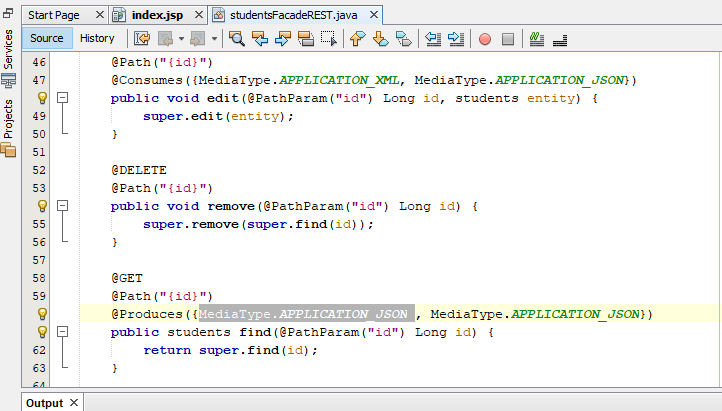 Start Page
index.jsp
studentsFacadeREST.java
Services
Projects
Source
History
46 @Path("{id}")
47 @Consumes({MediaType.APPLICATION_XML, MediaType.APPLICATION_JSON})
public void edit(@PathParam("id") Long id, students entity) {
49 super.edit(entity);
50 }
51
52 @DELETE
53 @Path("{id}")
public void remove(@PathParam("id") Long id) {
55 super.remove(super.find(id));
56 }
57
58 @GET
59 @Path("{id}")
@Produces({MediaType.APPLICATION_JSON , MediaType.APPLICATION_JSON})
public students find(@PathParam("id") Long id) {
62 return super.find(id);
63 }
64
Output